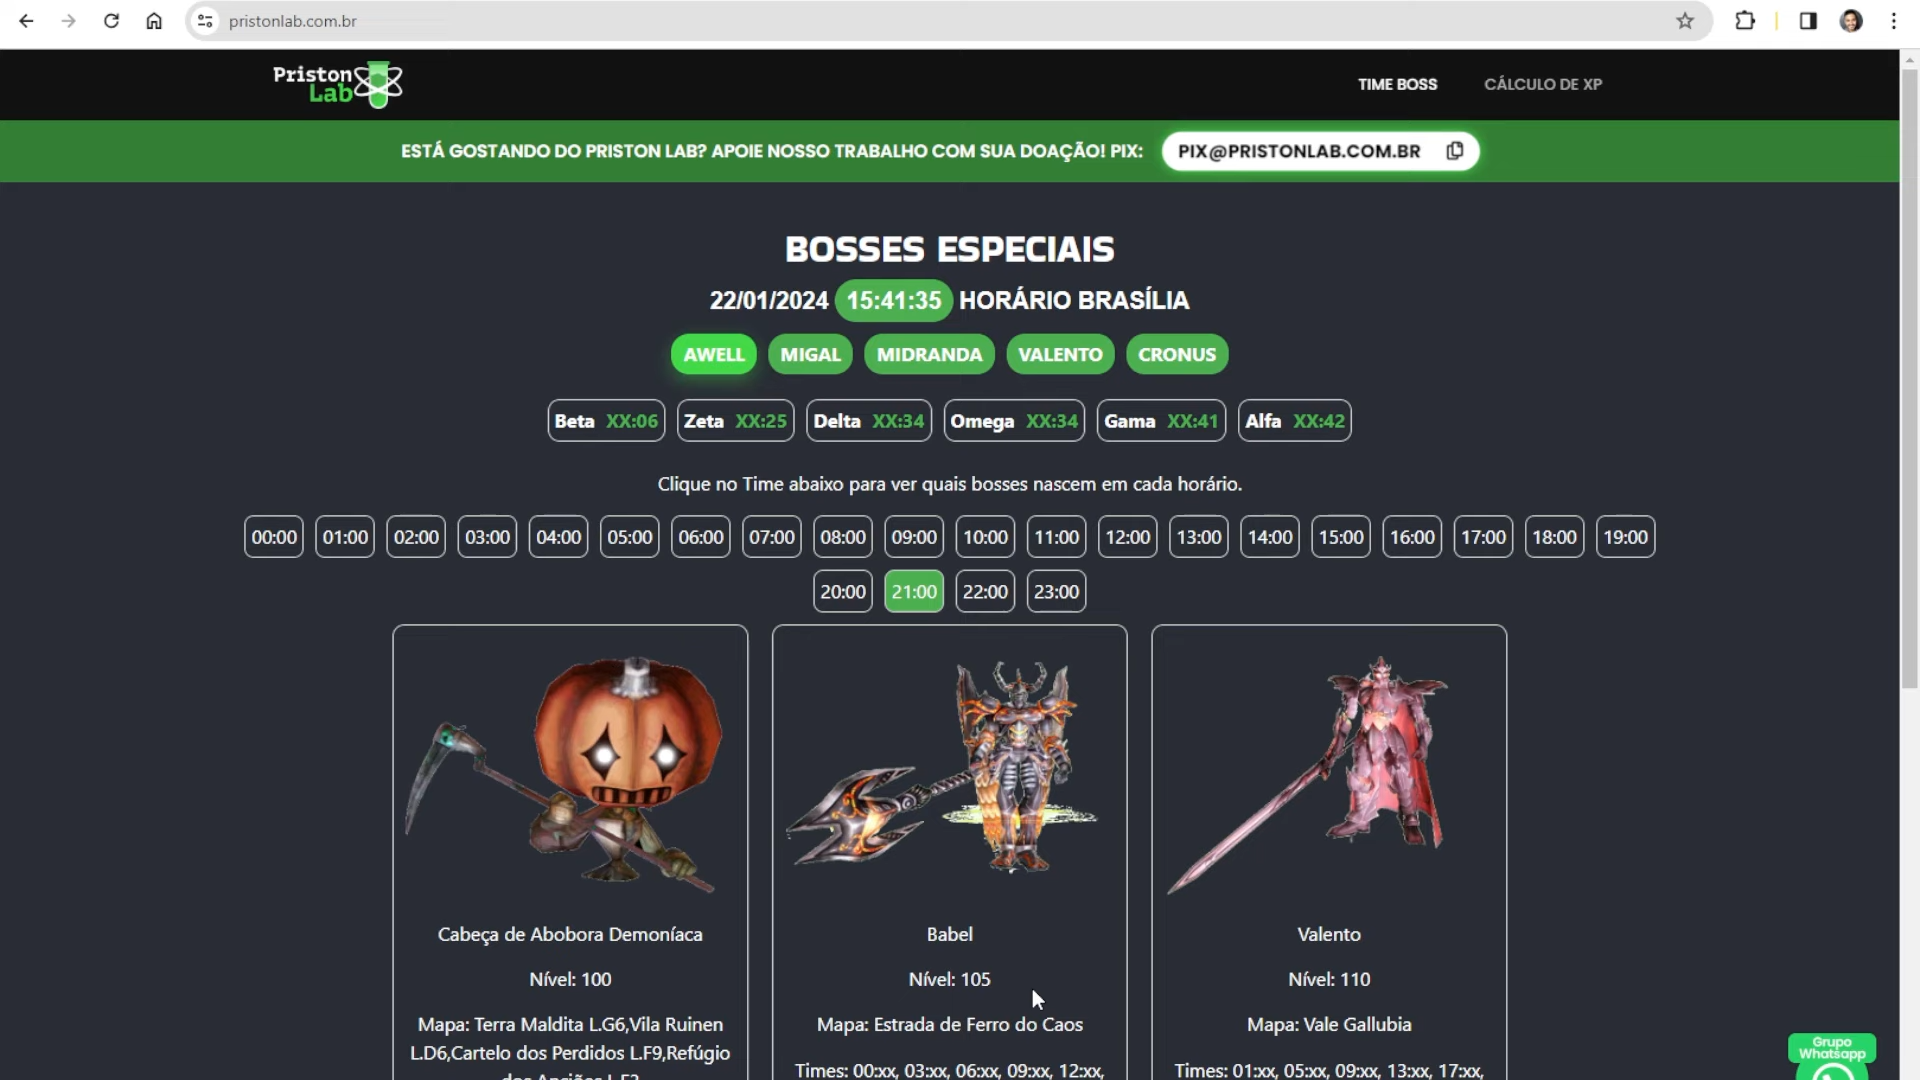 pristonlab.com.br
Priston
Lab
TIME BOSS
CÁLCULO DE XP
ESTÁ GOSTANDO DO PRISTON LAB? APOIE NOSSO TRABALHO COM SUA DOAÇÃO! PIX: PIX@PRISTONLAB.COM.BR
BOSSES ESPECIAIS
22/01/2024 15:41:35 HORÁRIO BRASÍLIA
AWELL MIGAL MIDRANDA VALENTO CRONUS
Beta XX:06 Zeta XX:25 Delta XX:34 Omega XX:34 Gama XX:41 Alfa XX:42
Clique no Time abaixo para ver quais bosses nascem em cada horário.
00:00 01:00 02:00 03:00 04:00 05:00 06:00 07:00 08:00 09:00 10:00 11:00 12:00 13:00 14:00 15:00 16:00 17:00 18:00 19:00
20:00 21:00 22:00 23:00
Cabeça de Abobora Demoníaca
Nível: 100
Mapa: Terra Maldita L.G6,Vila Ruinen
L.D6,Cartelo dos Perdidos L.F9,Refúgio
Babel
Nível: 105
Mapa: Estrada de Ferro do Caos
Times: 00:xx, 03:xx, 06:xx, 09:xx, 12:xx,
Valento
Nível: 110
Mapa: Vale Gallubia
Times: 01:xx, 05:xx, 09:xx, 13:xx, 17:xx,
Grupo
Whatsapp